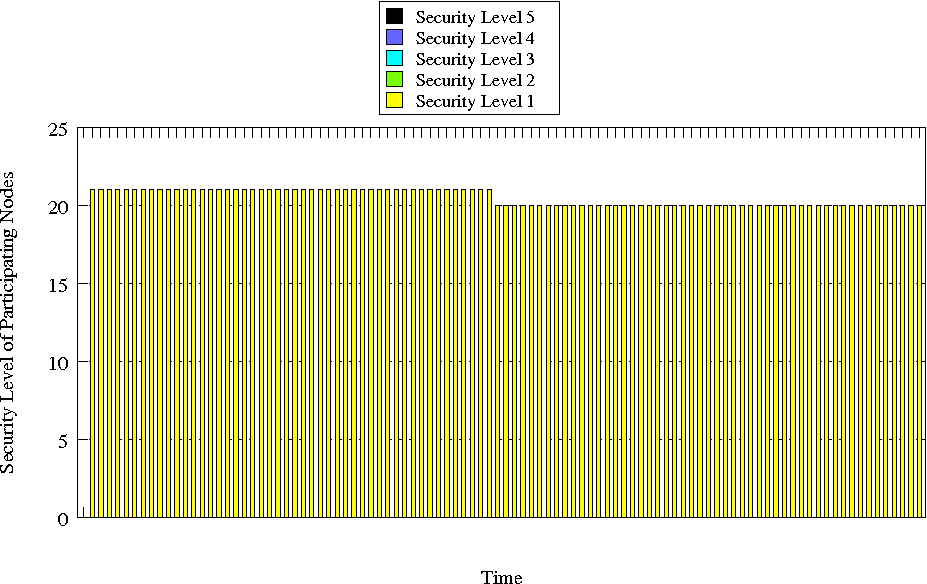 Security Level 5
Security Level 4
Security Level 3
Security Level 2
Security Level 1
25
20
15
10
5
0
Security Level of Participating Nodes
Time